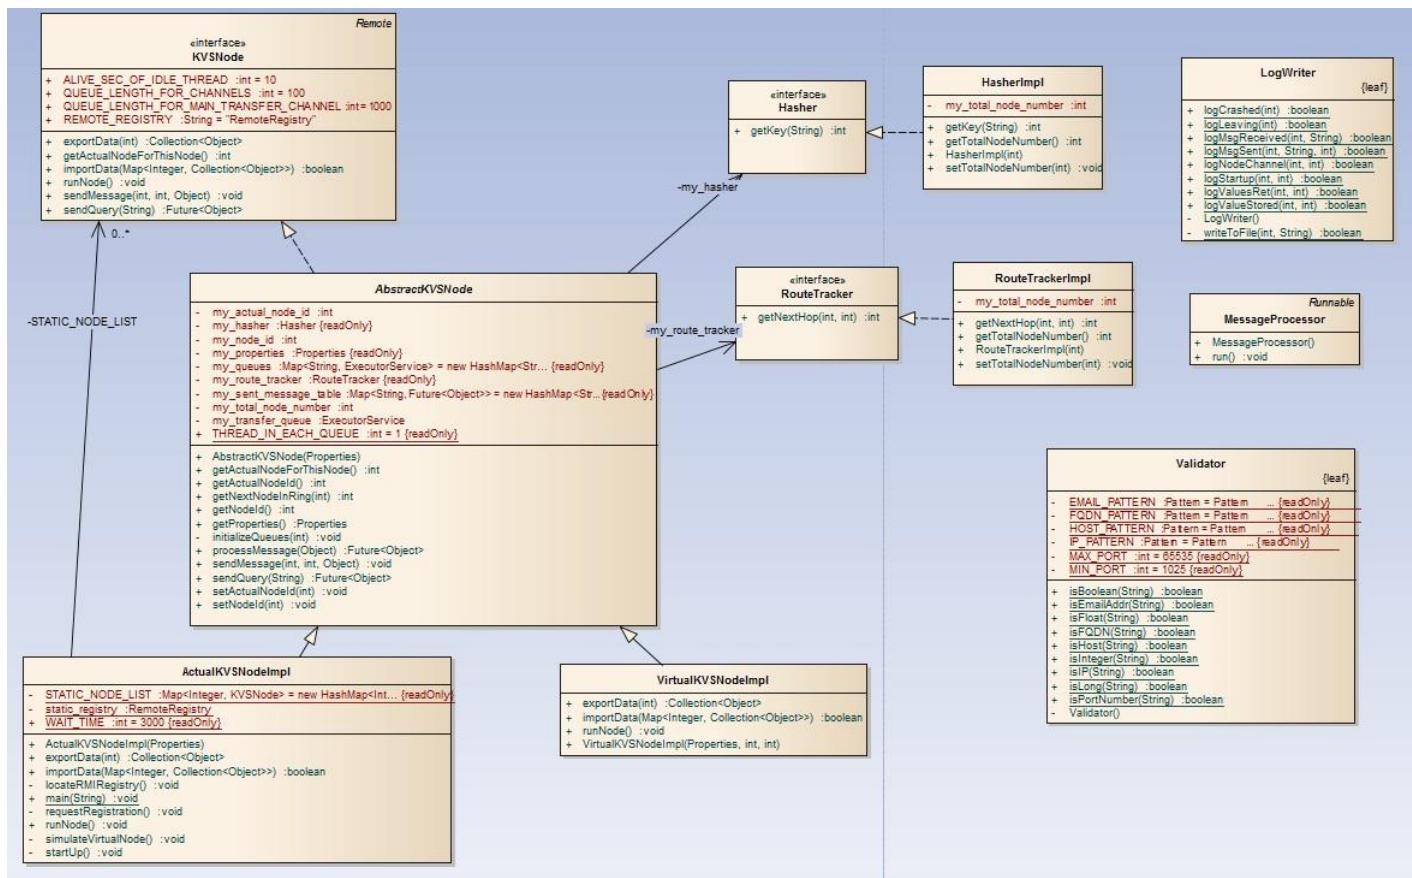 Remote
«interface»
KVSNode
+ ALIVE_SEC_OF_IDLE_THREAD :int = 10
+ QUEUE_LENGTH_FOR_CHANNELS :int = 100
+ QUEUE_LENGTH_FOR_MAIN_TRANSFER_CHANNEL :int = 1000
+ REMOTE_REGISTRY :String = "RemoteRegistry"
+ exportData(int) :Collection<Object>
+ getActualNodeForThisNode() :int
+ importData(Map<Integer, Collection<Object>>) :boolean
+ runNode() :void
+ sendMessage(int, int, Object) :void
+ sendQuery(String) :Future<Object>
0..*
-STATIC_NODE_LIST
«interface»
Hasher
+ getKey(String) :int
-my_hasher
HasherImpl
- my_total_node_number :int
+ getKey(String) :int
+ getTotalNodeNumber() :int
+ HasherImpl(int)
+ setTotalNodeNumber(int) :void
LogWriter
{leaf}
+ logCrashed(int) :boolean
+ logLeaving(int) :boolean
+ logMsgReceived(int, String) :boolean
+ logMsgSent(int, String, int) :boolean
+ logNodeChannel(int, int) :boolean
+ logStartup(int, int) :boolean
+ logValuesRet(int, int) :boolean
+ logValueStored(int, int) :boolean
- LogWriter()
- writeToFile(int, String) :boolean
AbstractKVSNode
- my_actual_node_id :int
- my_hasher :Hasher {readOnly}
- my_node_id :int
- my_properties :Properties {readOnly}
- my_queues :Map<String, ExecutorService> = new HashMap<Str... {readOnly}
- my_route_tracker :RouteTracker {readOnly}
- my_sent_message_table :Map<String, Future<Object>> = new HashMap<Str... {readOnly}
- my_total_node_number :int
- my_transfer_queue :ExecutorService
+ THREAD_IN_EACH_QUEUE :int = 1 {readOnly}
+ AbstractKVSNode(Properties)
+ getActualNodeForThisNode() :int
+ getActualNodeId() :int
+ getNextNodeInRing(int) :int
+ getNodeId() :int
+ getProperties() :Properties
- initializeQueues(int) :void
+ processMessage(Object) :Future<Object>
+ sendMessage(int, int, Object) :void
+ sendQuery(String) :Future<Object>
+ setActualNodeId(int) :void
+ setNodeId(int) :void
-my_route_tracker
«interface»
RouteTracker
+ getNextHop(int, int) :int
RouteTrackerImpl
- my_total_node_number :int
+ getNextHop(int, int) :int
+ getTotalNodeNumber() :int
+ RouteTrackerImpl(int)
+ setTotalNodeNumber(int) :void
Runnable
MessageProcessor
+ MessageProcessor()
+ run() :void
Validator
{leaf}
- EMAIL_PATTERN :Pattern = Pattern ... {readOnly}
- FQDN_PATTERN :Pattern = Pattern ... {readOnly}
- HOST_PATTERN :Pattern = Pattern ... {readOnly}
- IP_PATTERN :Pattern = Pattern ... {readOnly}
- MAX_PORT :int = 65535 {readOnly}
- MIN_PORT :int = 1025 {readOnly}
+ isBoolean(String) :boolean
+ isEmailAddr(String) :boolean
+ isFloat(String) :boolean
+ isFQDN(String) :boolean
+ isHost(String) :boolean
+ isInteger(String) :boolean
+ isIP(String) :boolean
+ isLong(String) :boolean
+ isPortNumber(String) :boolean
- Validator()
ActualKVSNodeImpl
- STATIC_NODE_LIST :Map<Integer, KVSNode> = new HashMap<Int... {readOnly}
- static_registry :RemoteRegistry
+ WAIT_TIME :int = 3000 {readOnly}
+ ActualKVSNodeImpl(Properties)
+ exportData(int) :Collection<Object>
+ importData(Map<Integer, Collection<Object>>) :boolean
- locateRMIRegistry() :void
+ main(String) :void
- requestRegistration() :void
+ runNode() :void
- simulateVirtualNode() :void
- startUp() :void
VirtualKVSNodeImpl
+ exportData(int) :Collection<Object>
+ importData(Map<Integer, Collection<Object>>) :boolean
+ runNode() :void
+ VirtualKVSNodeImpl(Properties, int, int)